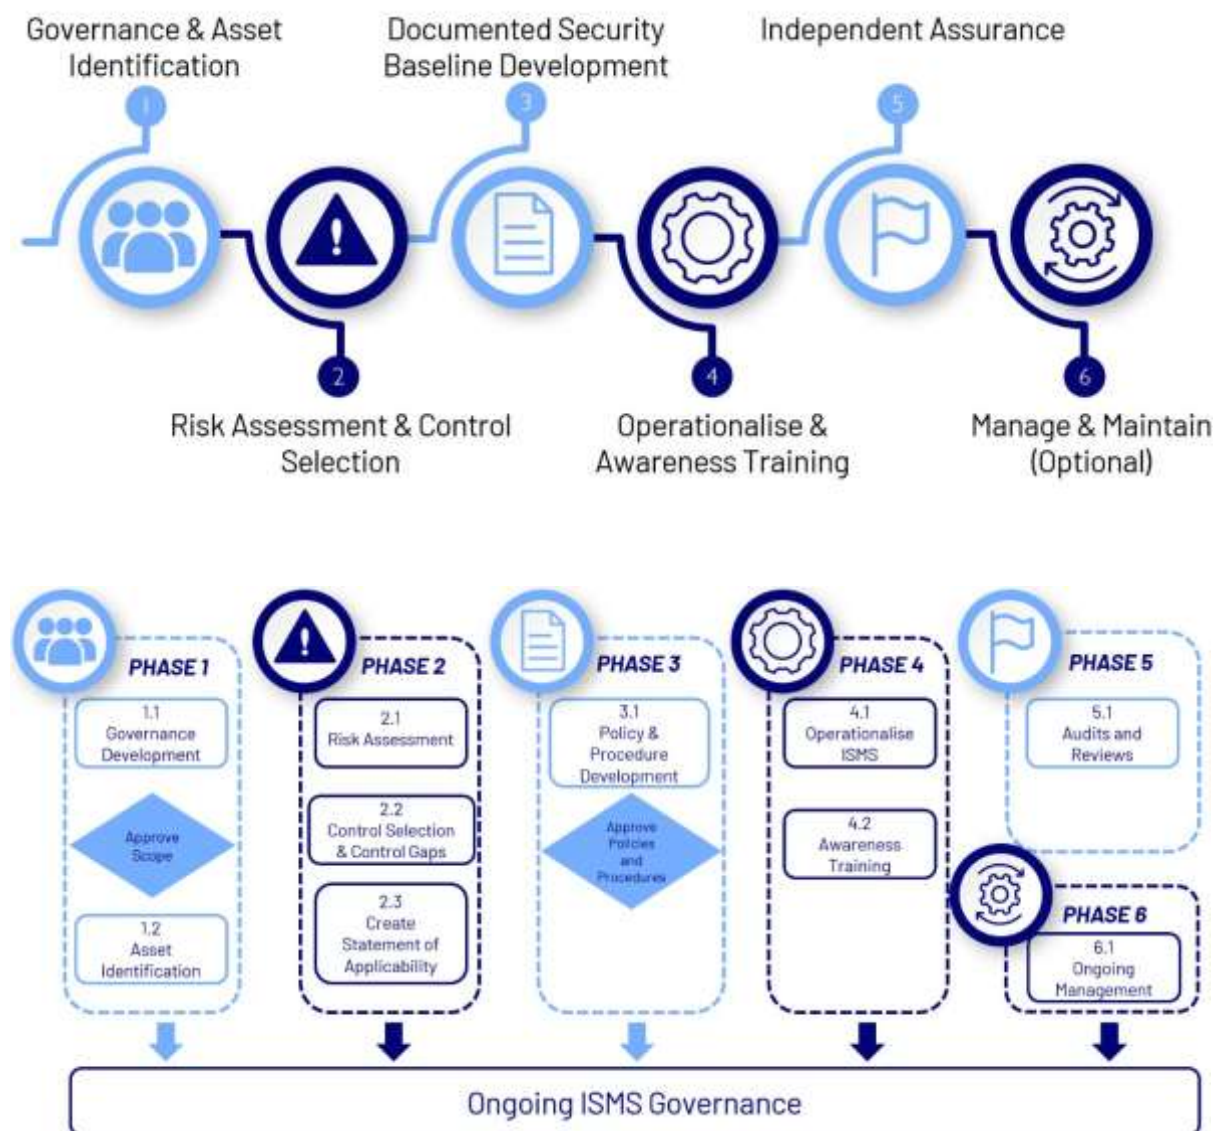 Governance & Asset
Identification
Documented Security
Baseline Development
Independent Assurance
1
3
5
2
4
6
Risk Assessment & Control
Selection
Operationalise &
Awareness Training
Manage & Maintain
(Optional)
PHASE 1
1.1
Governance
Development
Approve
Scope
1.2
Asset
Identification
PHASE 2
2.1
Risk Assessment
2.2
Control Selection
& Control Gaps
2.3
Create
Statement of
Applicability
PHASE 3
3.1
Policy &
Procedure
Development
Approve
Policies
and
Procedures
PHASE 4
4.1
Operationalise
ISMS
4.2
Awareness
Training
PHASE 5
5.1
Audits and
Reviews
PHASE 6
6.1
Ongoing
Management
Ongoing ISMS Governance